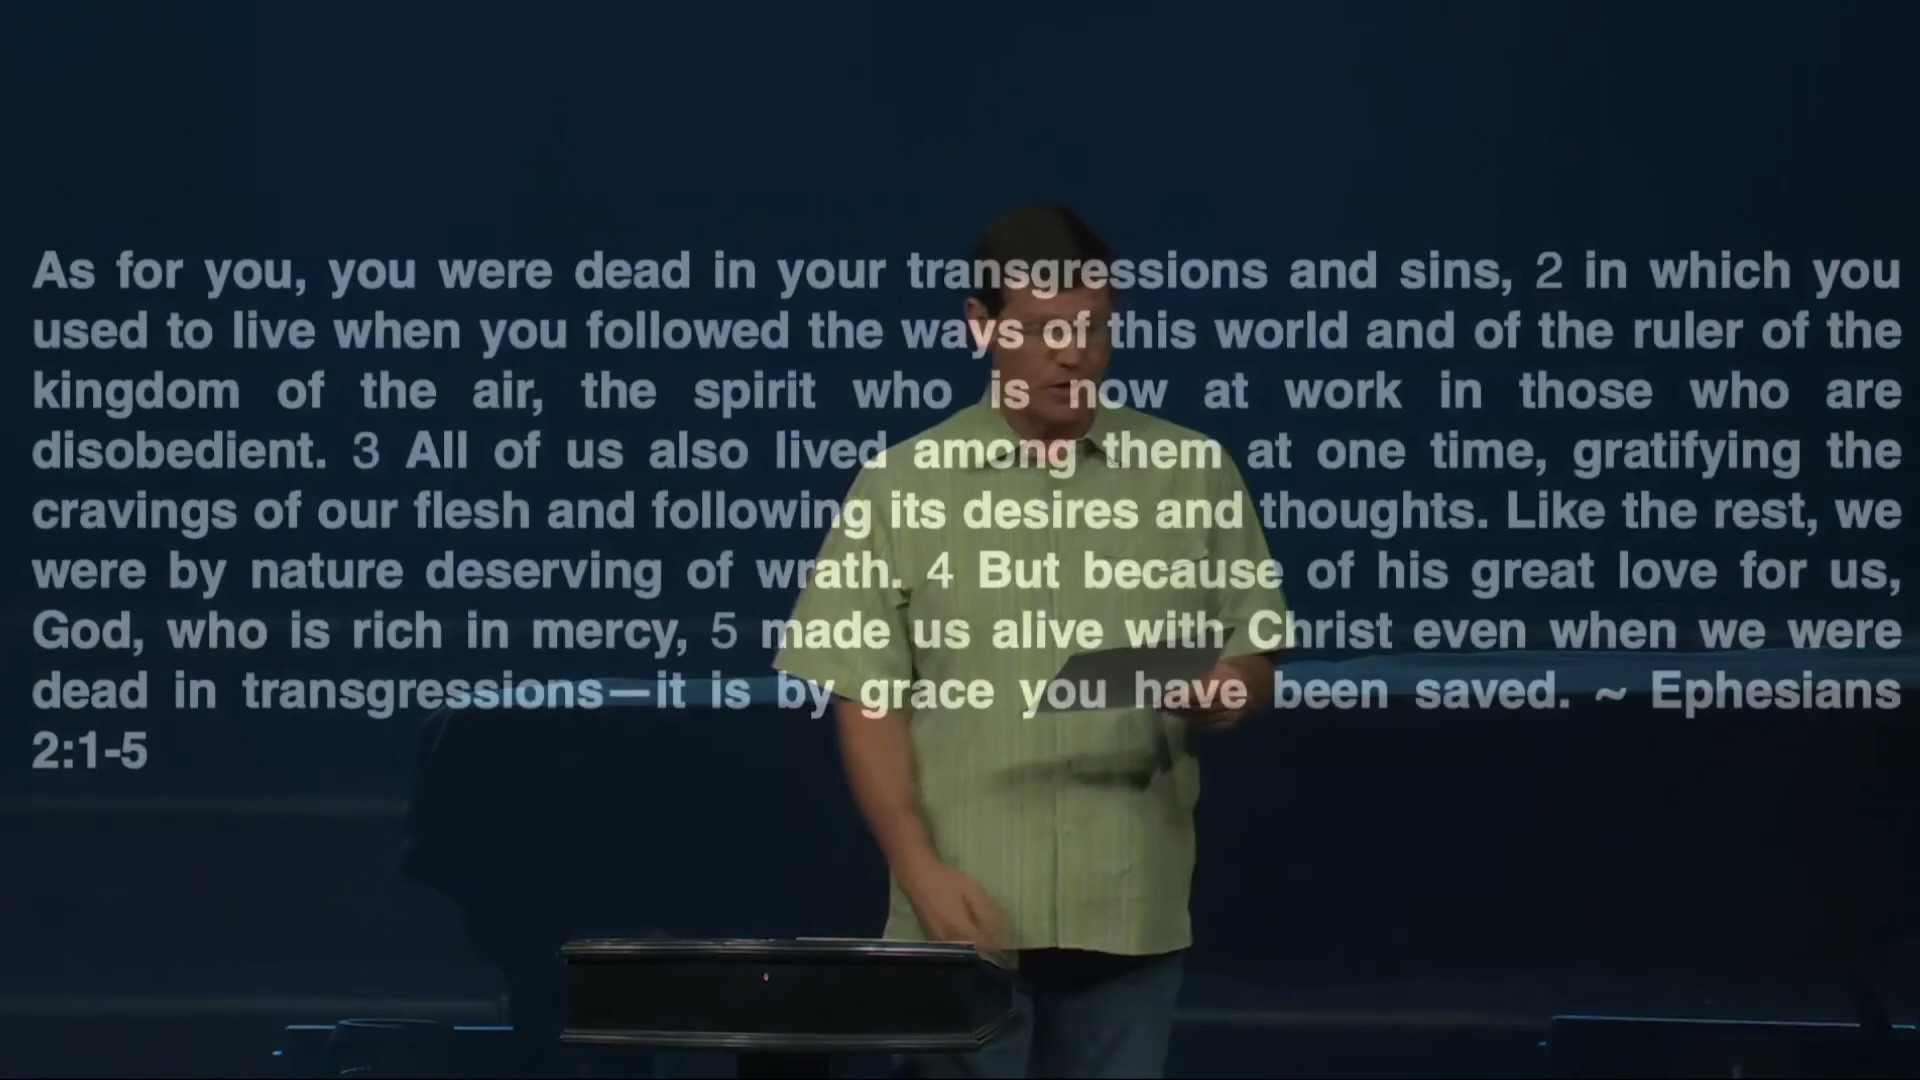 As for you, you were dead in your transgressions and sins, 2 in which you
used to live when you followed the ways of this world and of the ruler of the
kingdom of the air, the spirit who is now at work in those who are
disobedient. 3 All of us also lived among them at one time, gratifying the
cravings of our flesh and following its desires and thoughts. Like the rest, we
were by nature deserving of wrath. 4 But because of his great love for us,
God, who is rich in mercy, 5 made us alive with Christ even when we were
dead in transgressions—it is by grace you have been saved. ~ Ephesians
2:1-5